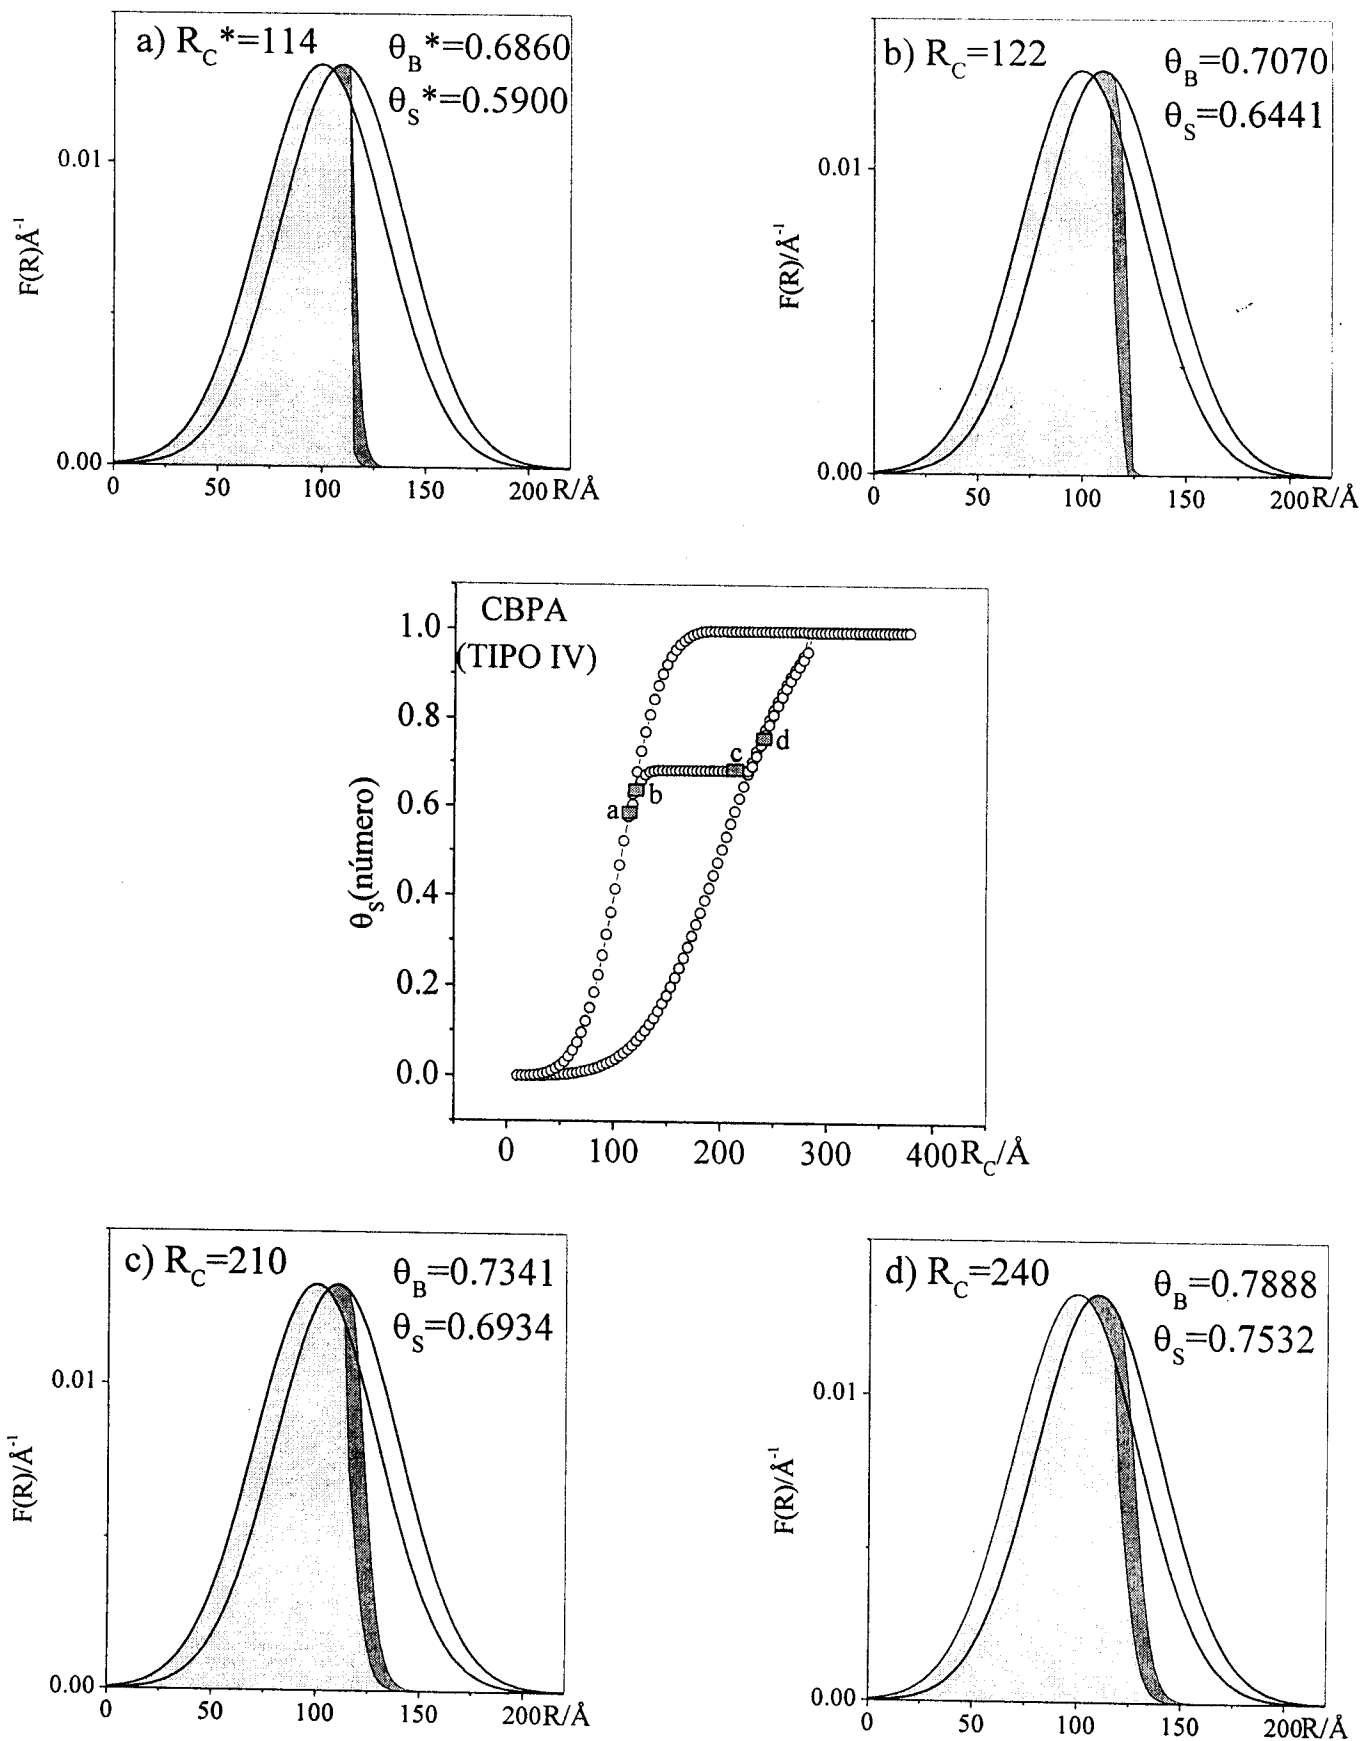 a) R_C*=114
θ_B*=0.6860
θ_S*=0.5900
0.01
0.00
F(R)Å⁻¹
0 50 100 150 200 R/Å
b) R_C=122
θ_B=0.7070
θ_S=0.6441
0.01
0.00
F(R)/Å⁻¹
0 50 100 150 200 R/Å
CBPA
(TIPO IV)
1.0
0.8
0.6
0.4
0.2
0.0
θ_S(número)
a
b
c
d
0 100 200 300 400 R_C/Å
c) R_C=210
θ_B=0.7341
θ_S=0.6934
0.01
0.00
F(R)/Å⁻¹
0 50 100 150 200 R/Å
d) R_C=240
θ_B=0.7888
θ_S=0.7532
0.01
0.00
F(R)/Å⁻¹
0 50 100 150 200 R/Å